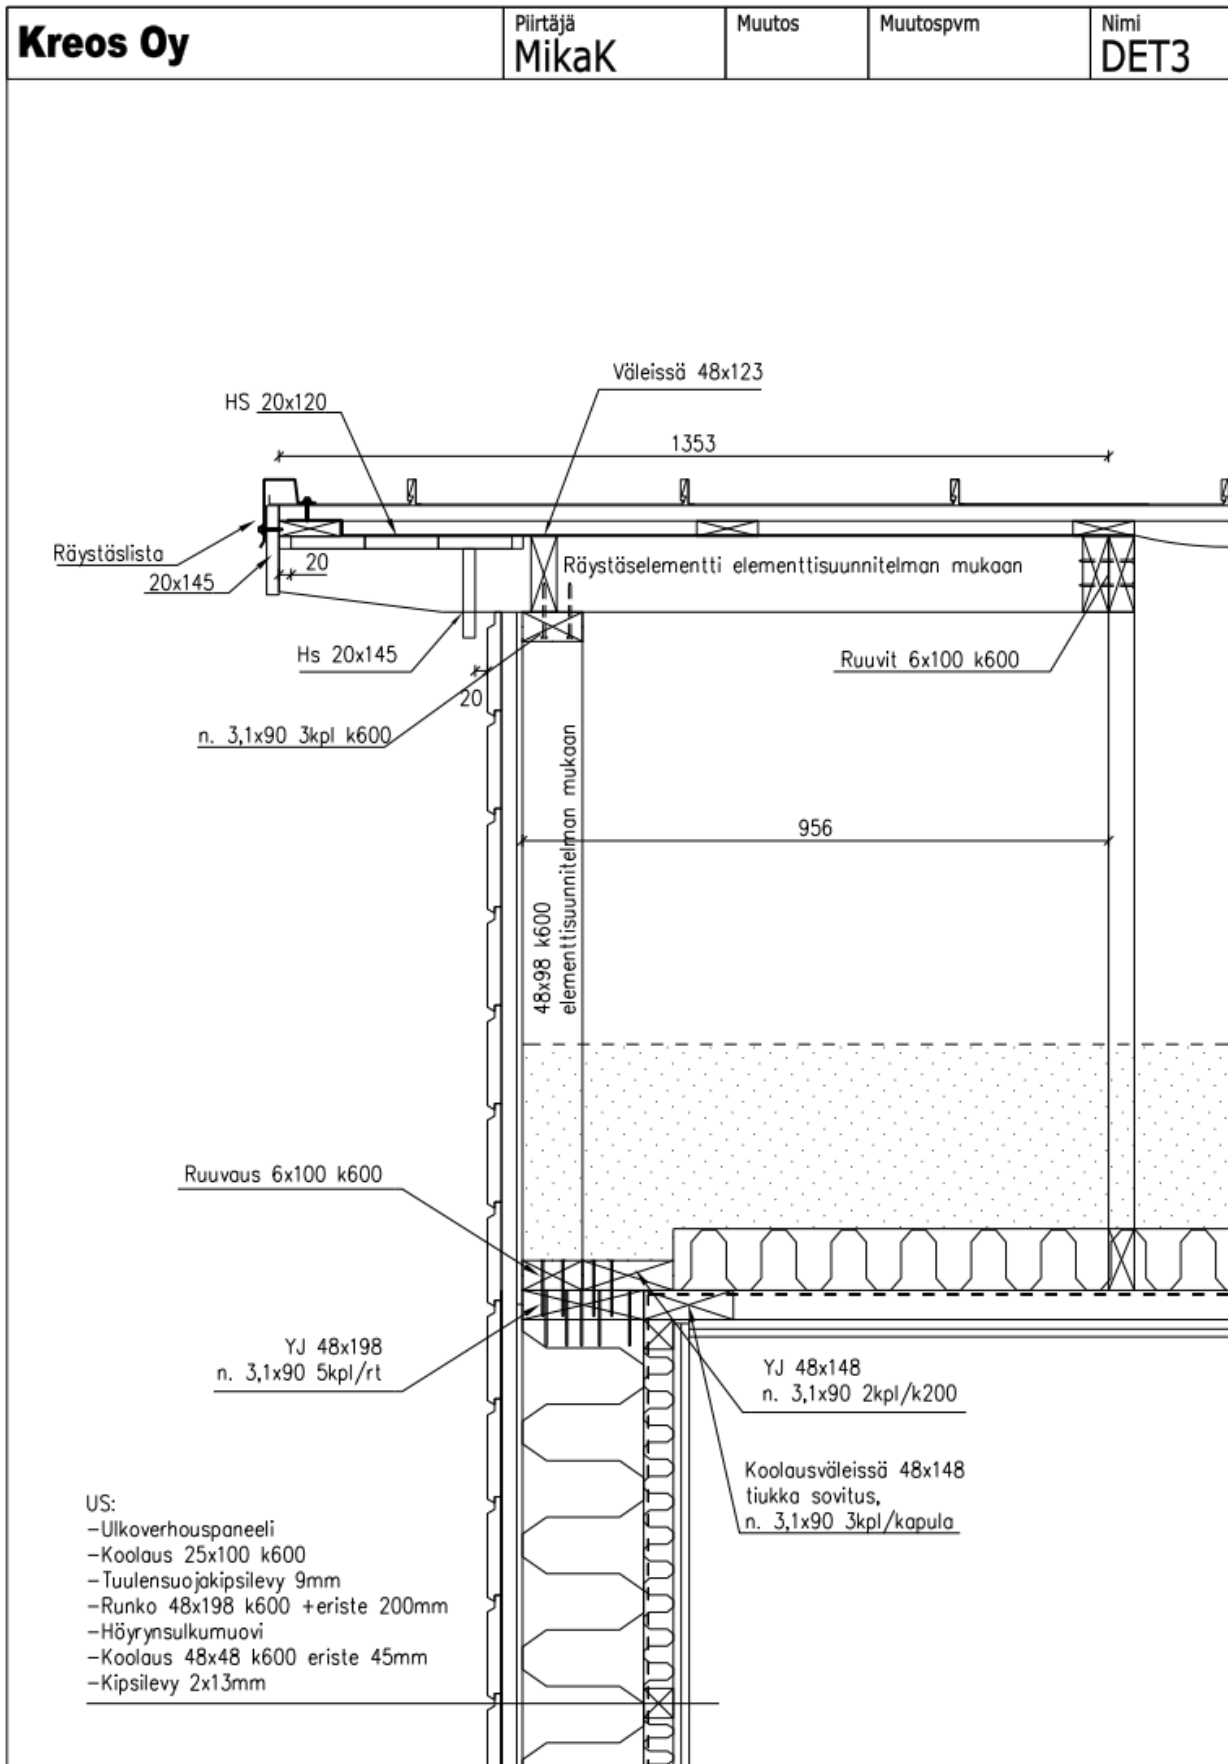 Kreos Oy
Piirtäjä
MikaK
Muutos
Muutospvm
Nimi
DET3
Väleissä 48x123
HS 20x120
1353
Räystäslista
20x145
20
Räystäselementti elementtisuunnitelman mukaan
Hs 20x145
Ruuvit 6x100 k600
20
n. 3,1x90 3kpl k600
48x98 k600
elementtisuunnitelman mukaan
956
Ruuvaus 6x100 k600
YJ 48x198
n. 3,1x90 5kpl/rt
YJ 48x148
n. 3,1x90 2kpl/k200
Koolausväleissä 48x148
tiukka sovitus,
n. 3,1x90 3kpl/kapula
US:
-Ulkoverhouspaneeli
-Koolaus 25x100 k600
-Tuulensuojakipsilevy 9mm
-Runko 48x198 k600 +eriste 200mm
-Höyrynsulkumuovi
-Koolaus 48x48 k600 eriste 45mm
-Kipsilevy 2x13mm